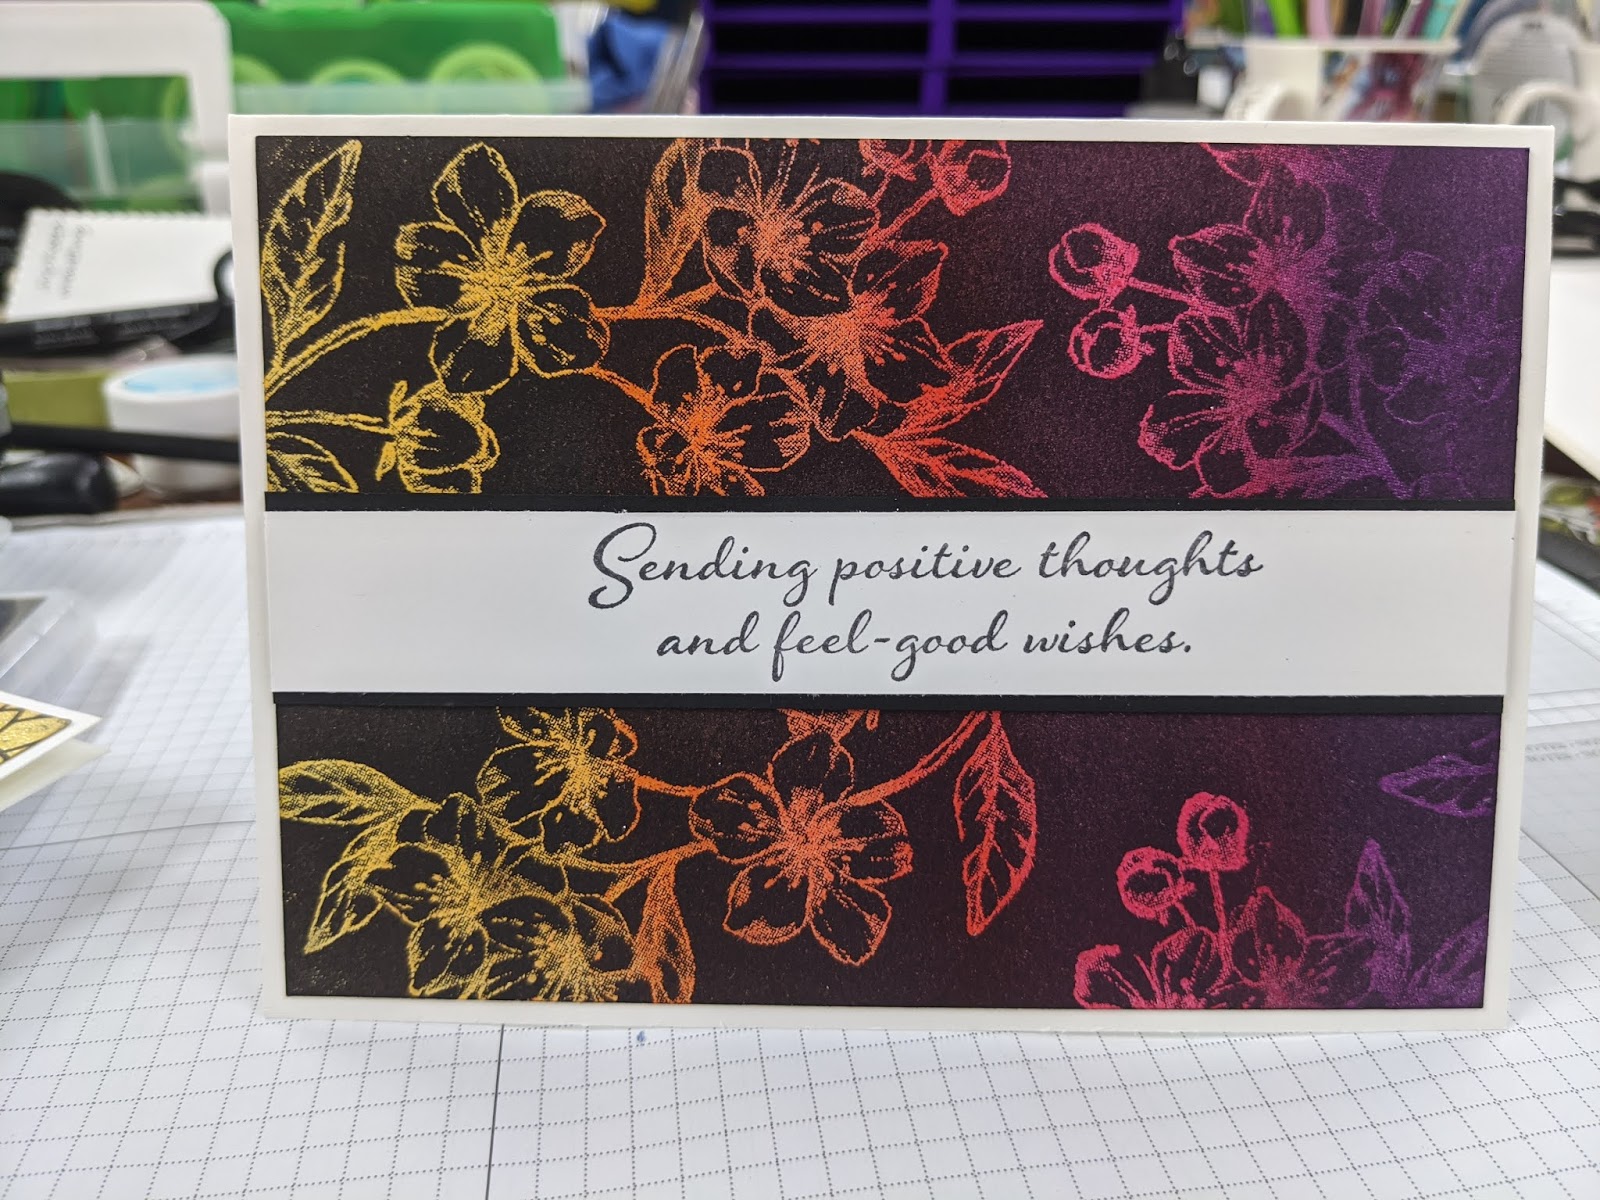 Sending positive thoughts
and feel-good wishes.